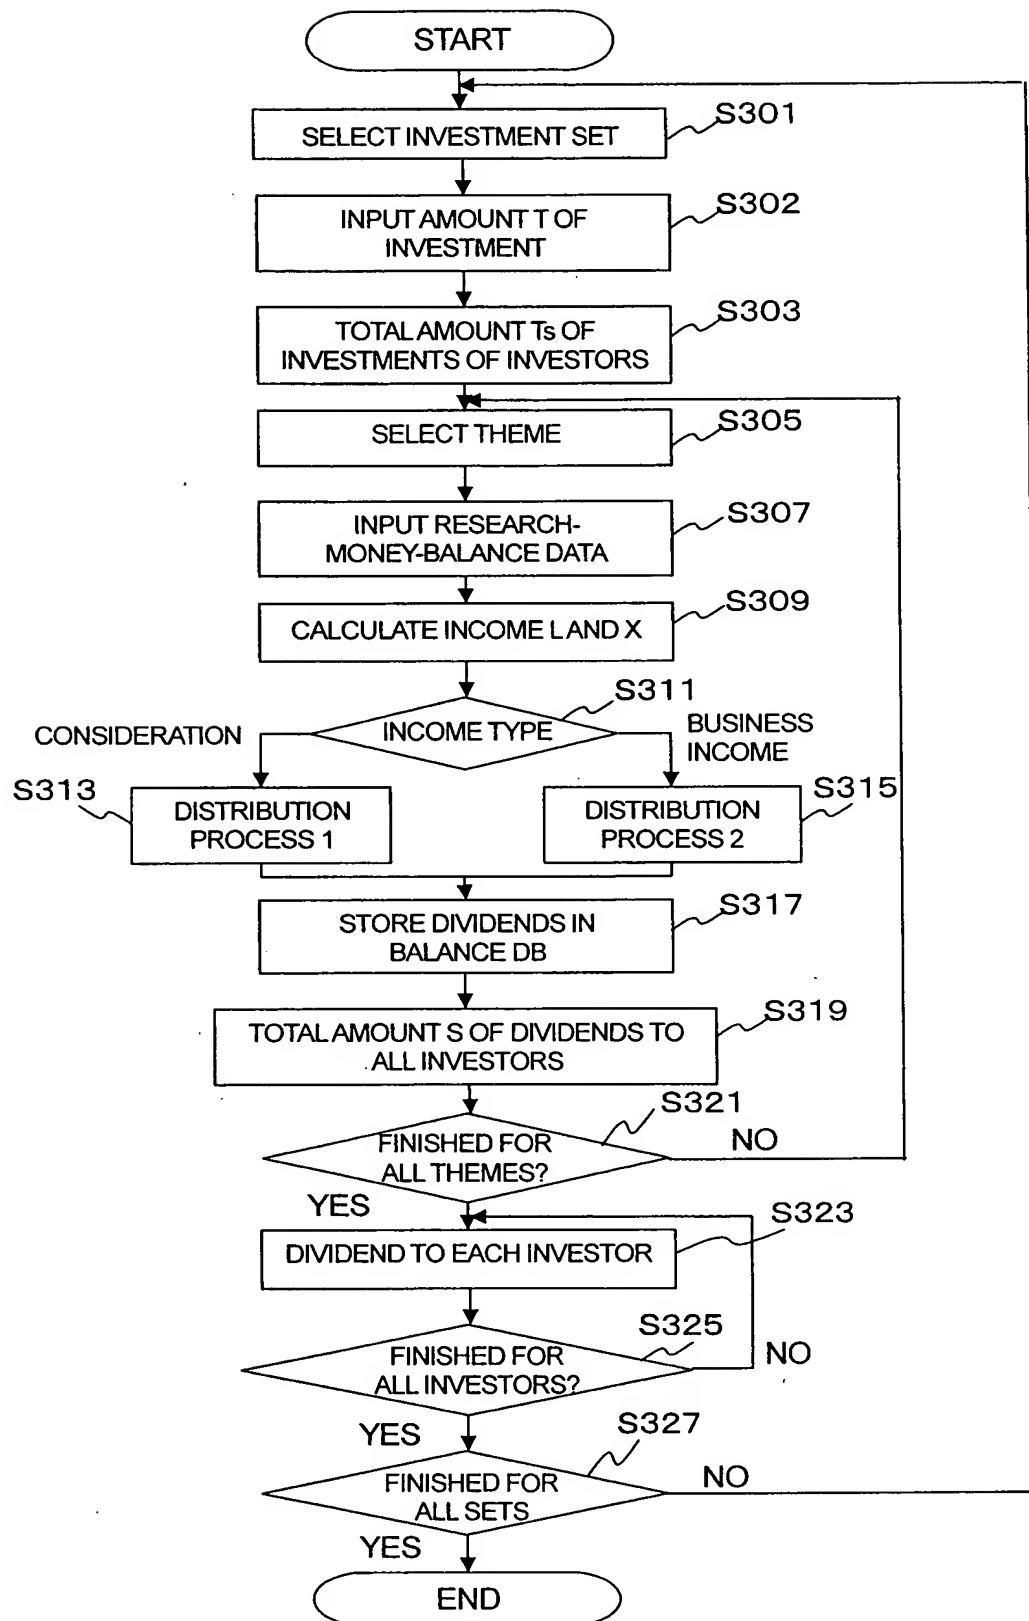 START
S301
SELECT INVESTMENT SET
S302
INPUT AMOUNT T OF
INVESTMENT
S303
TOTAL AMOUNT Ts OF
INVESTMENTS OF INVESTORS
S305
SELECT THEME
S307
INPUT RESEARCH-
MONEY-BALANCE DATA
S309
CALCULATE INCOME L AND X
S311
INCOME TYPE
CONSIDERATION
BUSINESS
INCOME
S313
DISTRIBUTION
PROCESS 1
S315
DISTRIBUTION
PROCESS 2
S317
STORE DIVIDENDS IN
BALANCE DB
S319
TOTAL AMOUNT S OF DIVIDENDS TO
ALL INVESTORS
S321
FINISHED FOR
ALL THEMES?
NO
YES
S323
DIVIDEND TO EACH INVESTOR
S325
FINISHED FOR
ALL INVESTORS?
NO
YES
S327
FINISHED FOR
ALL SETS
NO
YES
END